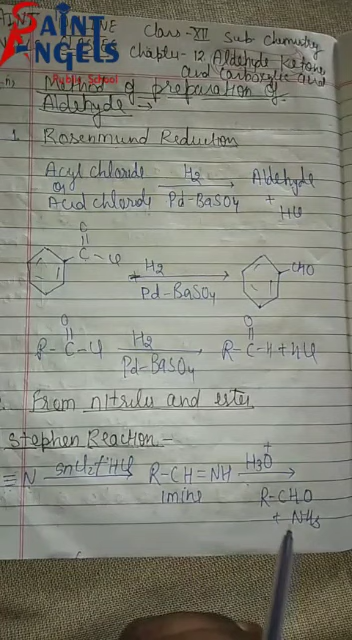 SAINT
ANGELS
Public School
Class-XII Sub Chemistry
Chapter-12 Aldehyde Ketone
and Carboxylic acid
Method of preparation of
Aldehyde →
1. Rosenmund Reduction
Acyl chloride H₂ Aldehyde
or → +
Acid chloride Pd-BaSO₄ HCl
O
C-Cl + H₂ → CHO
Pd-BaSO₄
O H₂ O
R-C-Cl → R-C-H+HCl
Pd-BaSO₄
From nitriles and ester
Stephen Reaction-
≡N SnCl₂+HCl → R-CH=NH H₃O⁺ →
imine R-CHO
+ NH₃